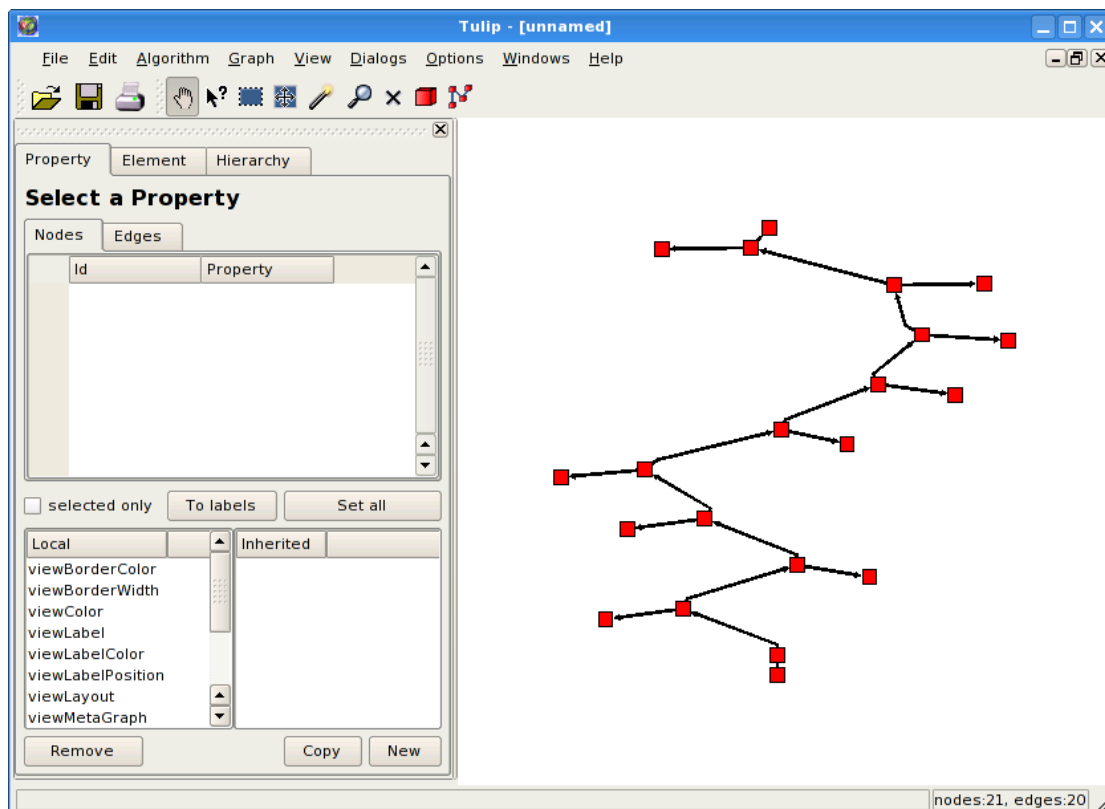 Tulip - [unnamed]
File Edit Algorithm Graph View Dialogs Options Windows Help
Property Element Hierarchy
Select a Property
Nodes Edges
Id Property
selected only To labels Set all
Local Inherited
viewBorderColor
viewBorderWidth
viewColor
viewLabel
viewLabelColor
viewLabelPosition
viewLayout
viewMetaGraph
Remove Copy New
nodes:21, edges:20